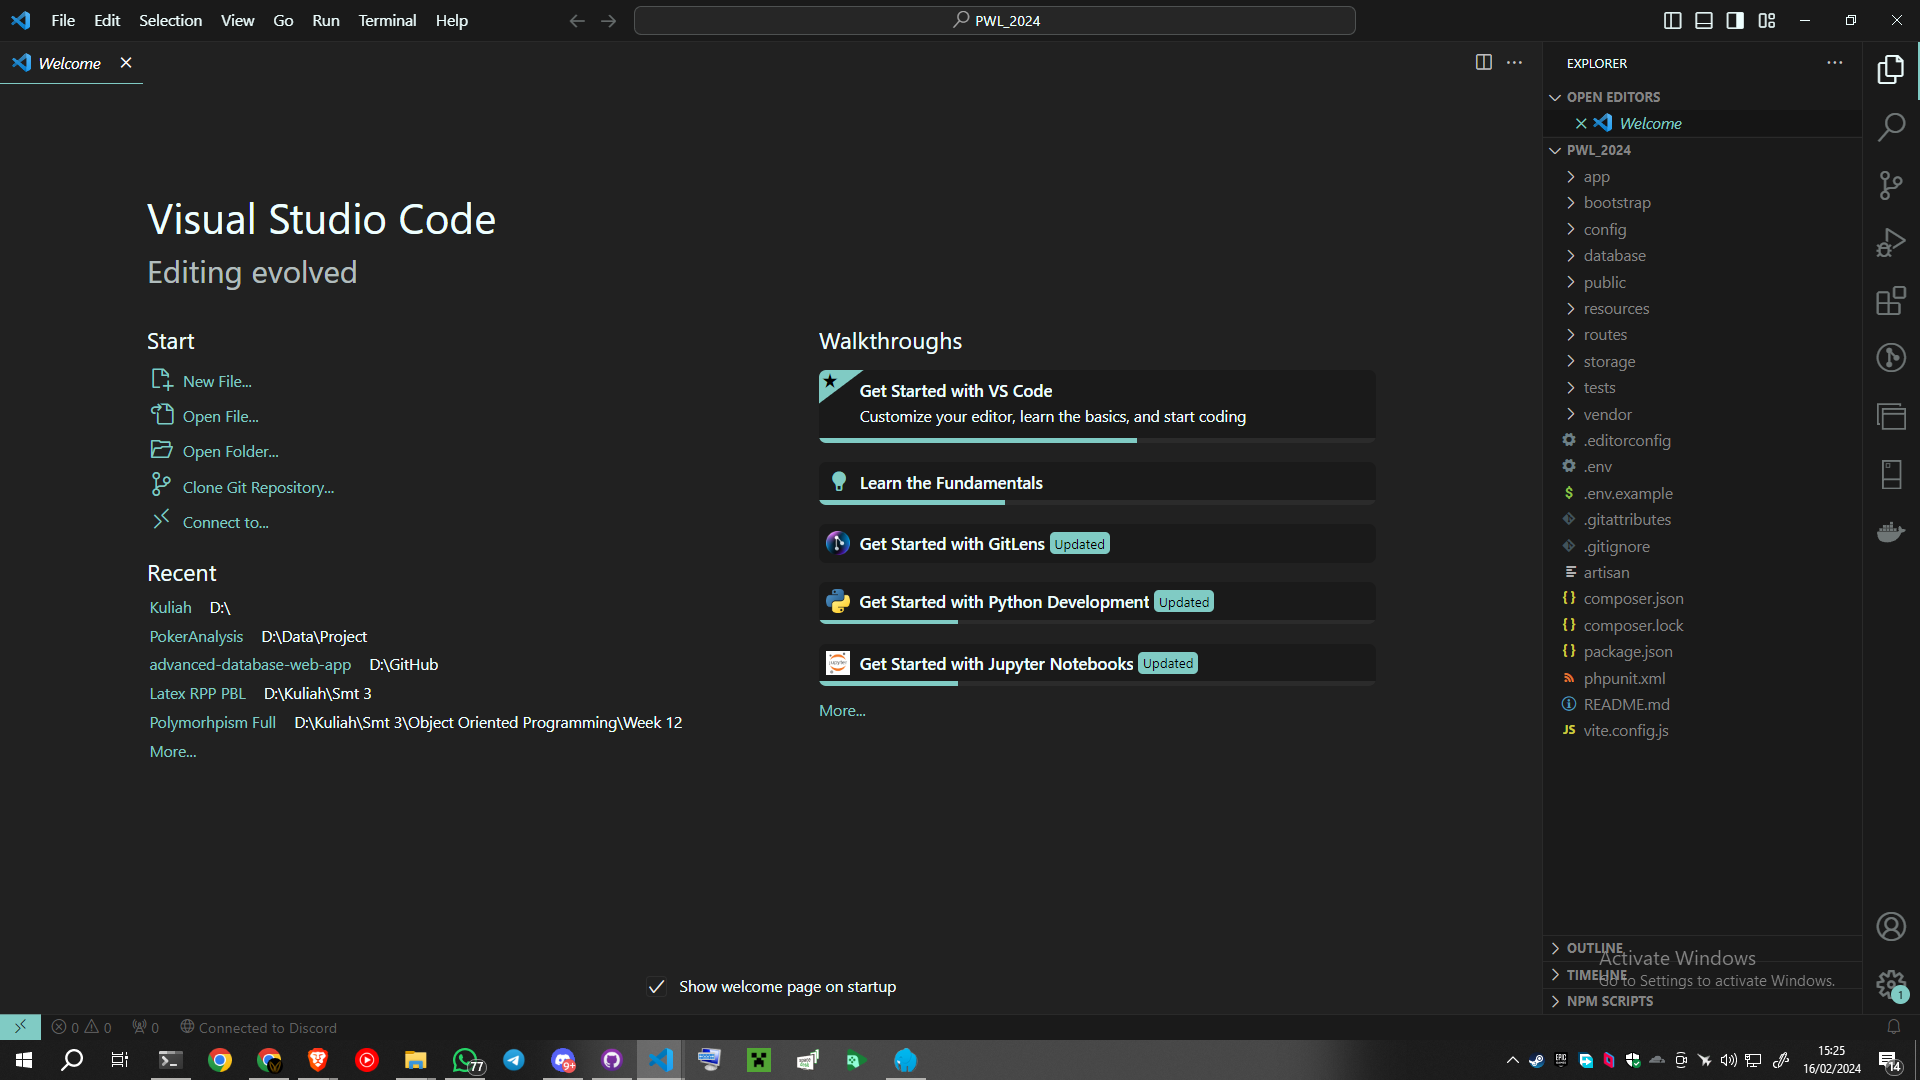 File Edit Selection View Go Run Terminal Help
PWL_2024
Welcome
Visual Studio Code
Editing evolved
Start
New File...
Open File...
Open Folder...
Clone Git Repository...
Connect to...
Recent
Kuliah D:\
PokerAnalysis D:\Data\Project
advanced-database-web-app D:\GitHub
Latex RPP PBL D:\Kuliah\Smt 3
Polymorhpism Full D:\Kuliah\Smt 3\Object Oriented Programming\Week 12
More...
Walkthroughs
Get Started with VS Code
Customize your editor, learn the basics, and start coding
Learn the Fundamentals
Get Started with GitLens Updated
Get Started with Python Development Updated
Get Started with Jupyter Notebooks Updated
More...
Show welcome page on startup
EXPLORER
OPEN EDITORS
Welcome
PWL_2024
app
bootstrap
config
database
public
resources
routes
storage
tests
vendor
.editorconfig
.env
$ .env.example
.gitattributes
.gitignore
artisan
{} composer.json
{} composer.lock
{} package.json
phpunit.xml
README.md
JS vite.config.js
OUTLINE
TIMELINE
NPM SCRIPTS
Activate Windows
Go to Settings to activate Windows.
1
0 0 0 Connected to Discord
77
9+
15:25
16/02/2024
14